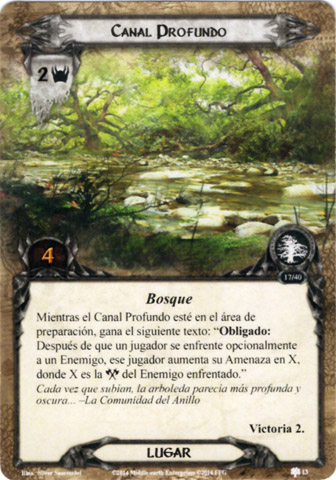 CANAL PROFUNDO
2
4
17/40
Bosque
Mientras el Canal Profundo esté en el área de
preparación, gana el siguiente texto: “Obligado:
Después de que un jugador se enfrente opcionalmente
a un Enemigo, ese jugador aumenta su Amenaza en X,
donde X es la del Enemigo enfrentado.”
Cada vez que subían, la arboleda parecía más profunda y
oscura... –La Comunidad del Anillo
Victoria 2.
LUGAR
©2014 Middle-earth Enterprises ©2014 FFG